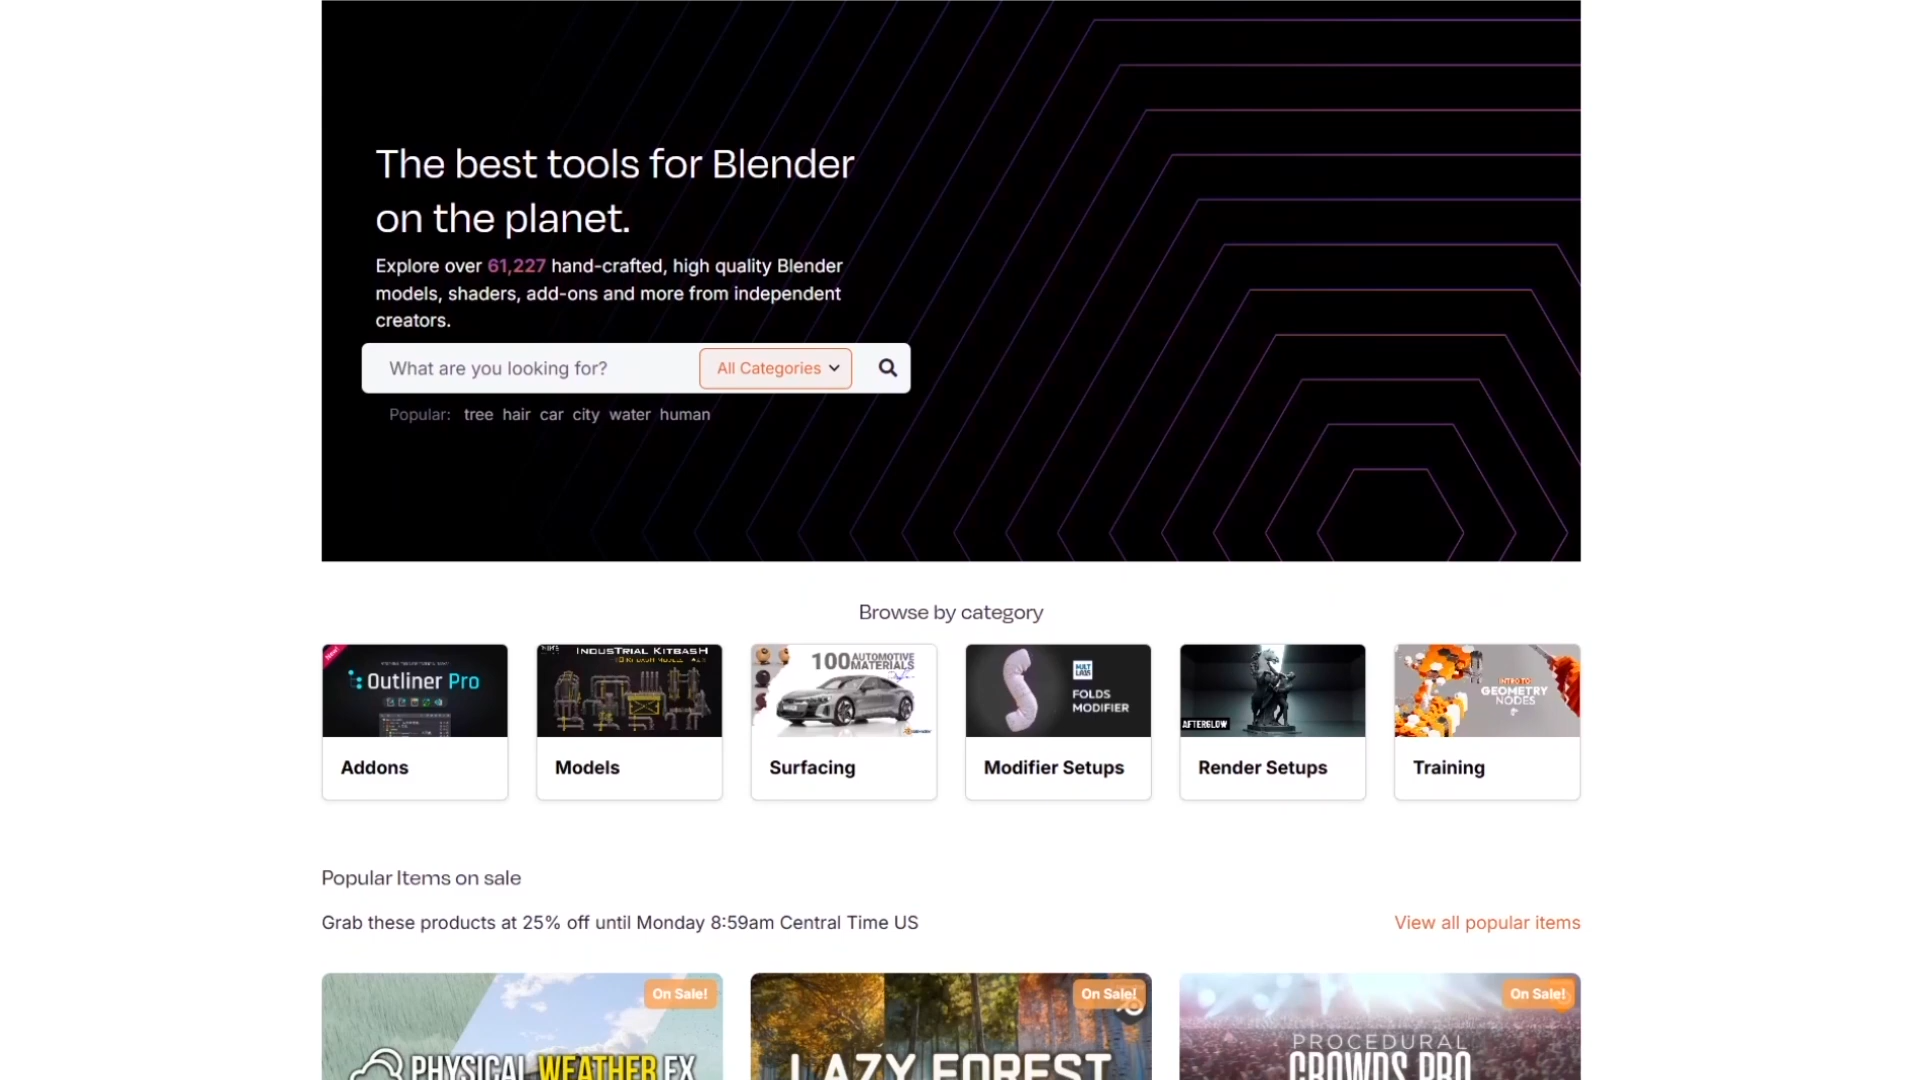 The best tools for Blender
on the planet.
Explore over 61,227 hand-crafted, high quality Blender
models, shaders, add-ons and more from independent
creators.
What are you looking for?
All Categories
Popular: tree hair car city water human
Browse by category
New!
Outliner Pro
INDUSTRIAL KITBASH
100 AUTOMOTIVE
MATERIALS
FOLDS
MODIFIER
AFTERGLOW
INTRO TO
GEOMETRY
NODES
Addons
Models
Surfacing
Modifier Setups
Render Setups
Training
Popular Items on sale
Grab these products at 25% off until Monday 8:59am Central Time US
View all popular items
On Sale!
On Sale!
On Sale!
PHYSICAL WEATHER FX
LAZY FOREST
PROCEDURAL
CROWDS PRO